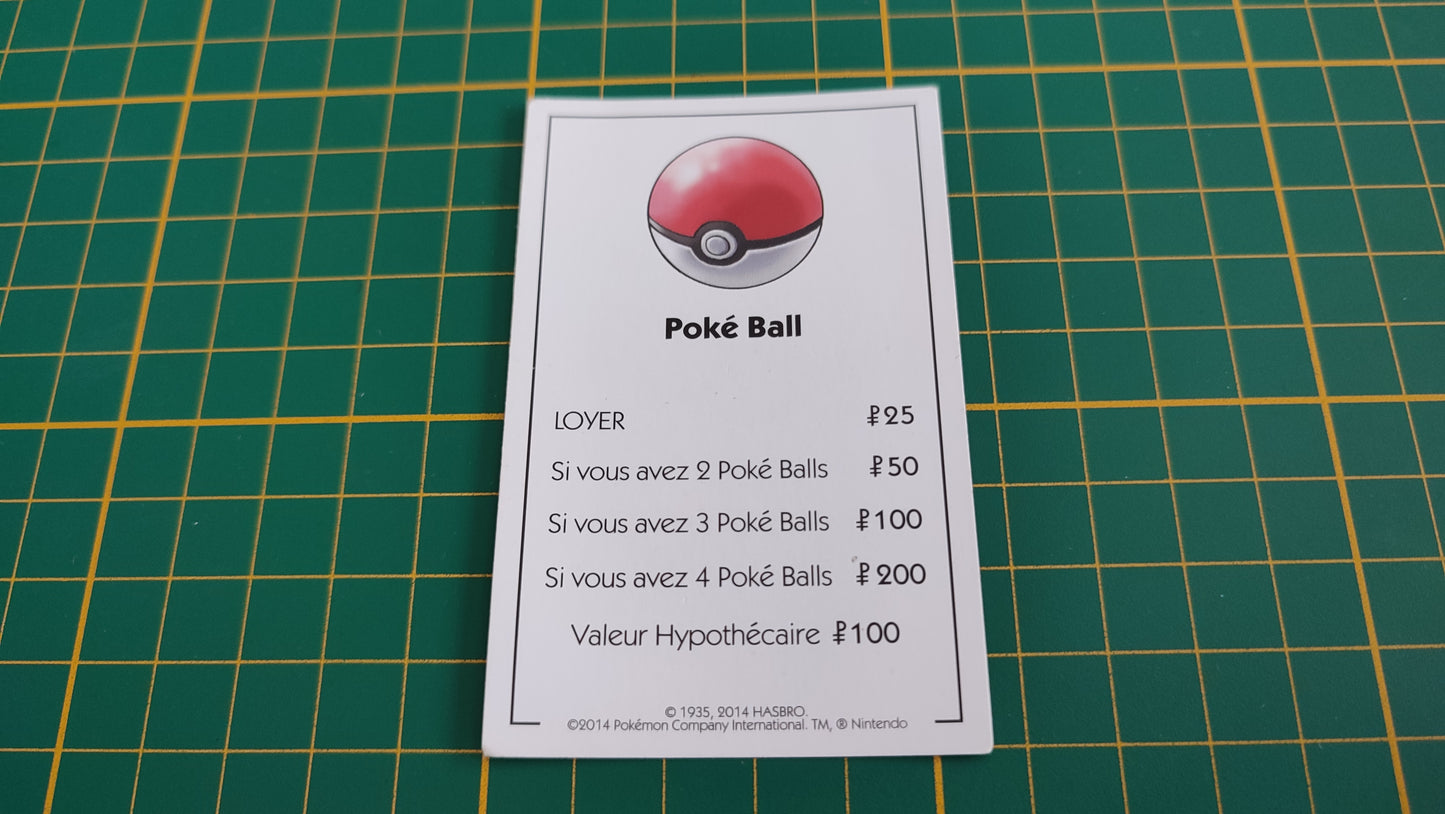 Poké Ball
LOYER ₽25
Si vous avez 2 Poké Balls ₽50
Si vous avez 3 Poké Balls ₽100
Si vous avez 4 Poké Balls ₽200
Valeur Hypothécaire ₽100
© 1935, 2014 HASBRO.
©2014 Pokémon Company International. TM, ® Nintendo